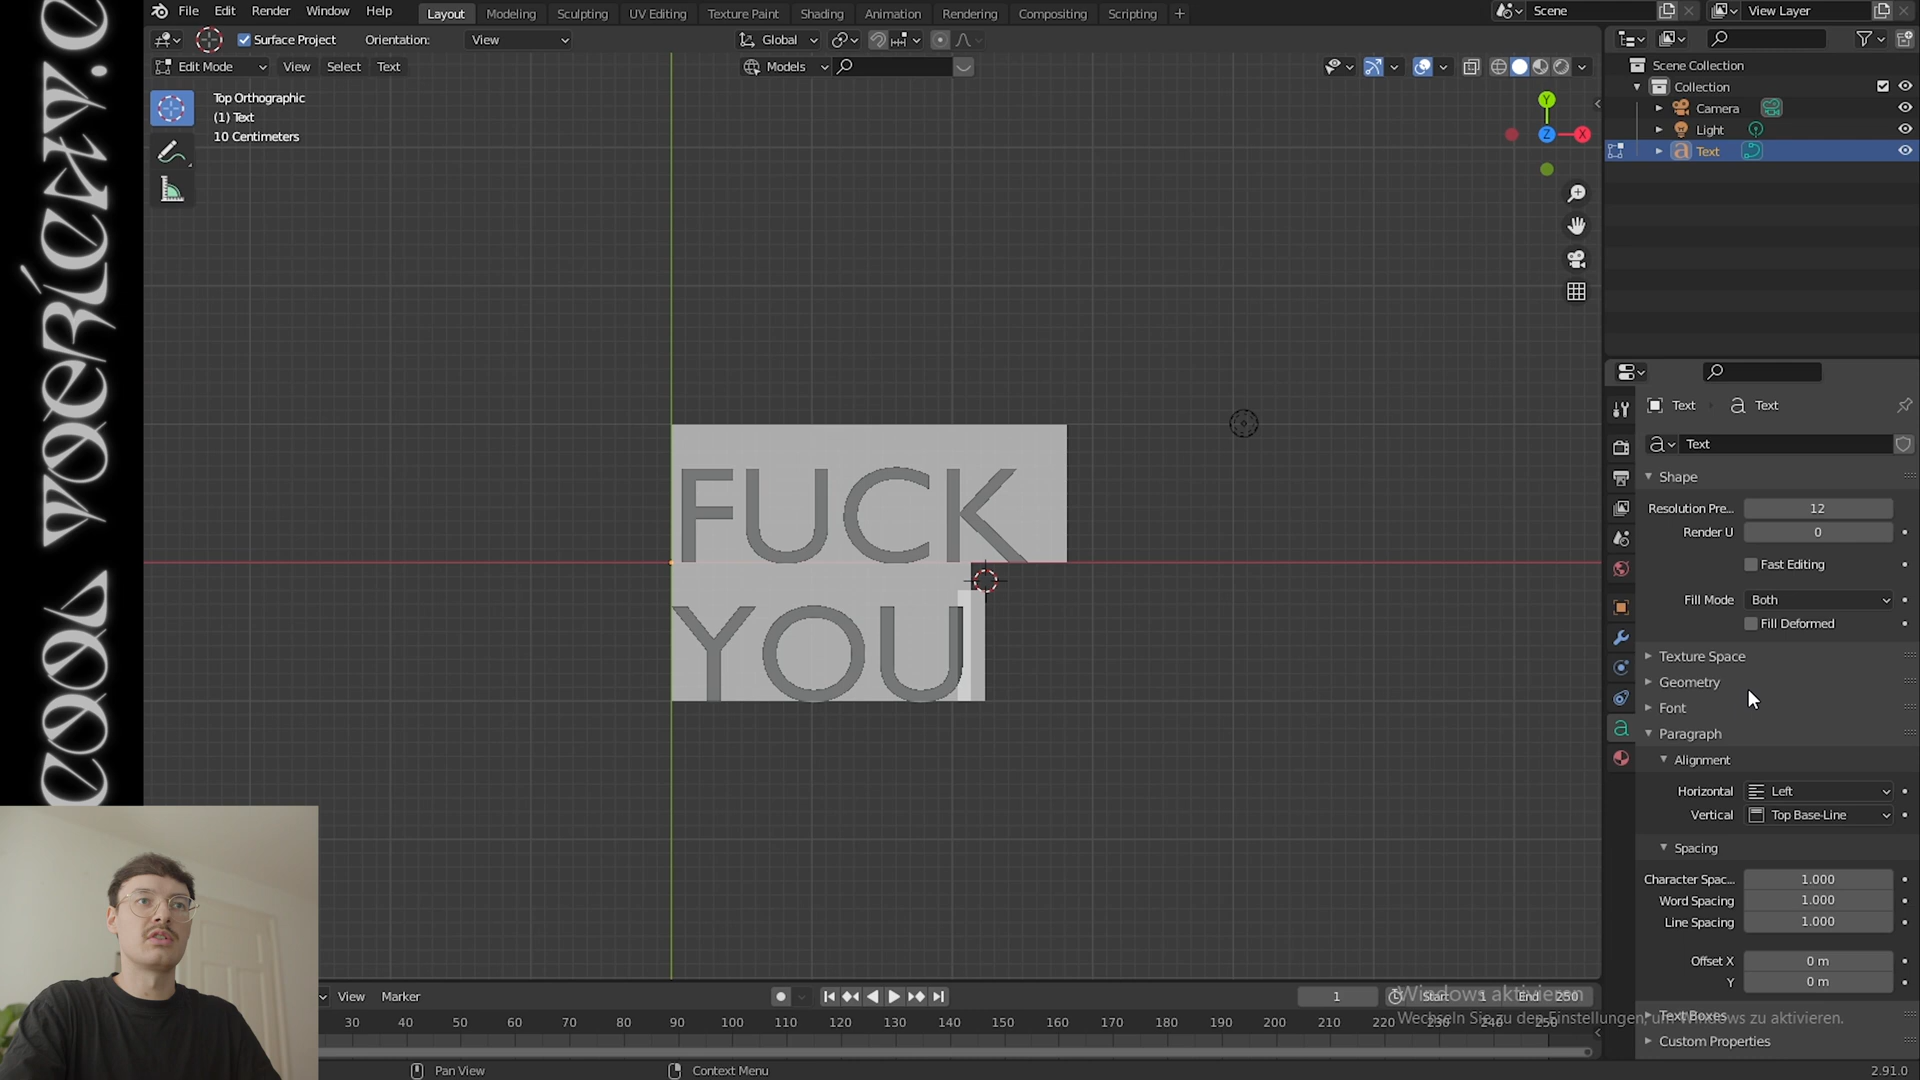 File Edit Render Window Help Layout Modeling Sculpting UV Editing Texture Paint Shading Animation Rendering Compositing Scripting + Scene View Layer
Surface Project Orientation: View Global
Edit Mode View Select Text Models
Top Orthographic
(1) Text
10 Centimeters
Y
Z
X
FUCK
YOU
Scene Collection
Collection
Camera
Light
a Text
Text a Text
a Text
Shape
Resolution Pre... 12
Render U 0
Fast Editing
Fill Mode Both
Fill Deformed
Texture Space
Geometry
Font
Paragraph
Alignment
Horizontal Left
Vertical Top Base-Line
Spacing
Character Spac... 1.000
Word Spacing 1.000
Line Spacing 1.000
Offset X 0 m
Y 0 m
Text Boxes
Custom Properties
View Marker 1 Start 1 End 250
30 40 50 60 70 80 90 100 110 120 130 140 150 160 170 180 190 200 210 220 230 240 250
Windows aktivieren
Wechseln Sie zu den Einstellungen, um Windows zu aktivieren.
Pan View Context Menu 2.91.0